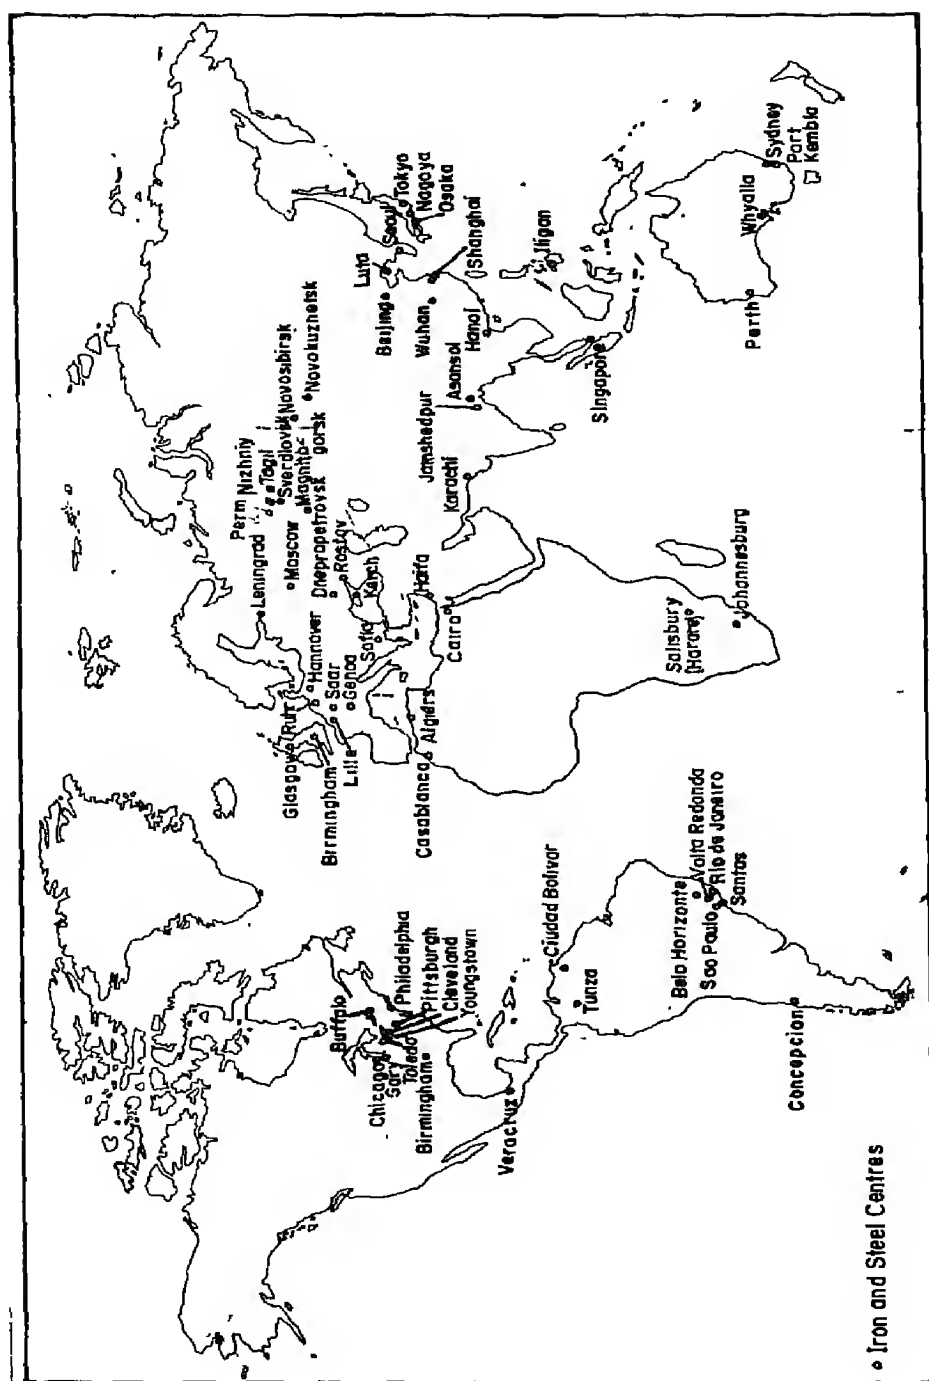 Buffalo
Chicago
Gary
Toledo
Birmingham
Philadelphia
Pittsburgh
Cleveland
Youngstown
Veracruz
Ciudad Bolivar
Tunza
Belo Horizonte
Sao Paulo
Volta Redonda
Rio de Janeiro
Santos
Concepcion
Glasgow
Ruhr
Hannover
Saar
Genoa
Birmingham
Lille
Casablanca
Algiers
Sofia
Leningrad
Moscow
Dnepropetrovsk
Rostov
Kerch
Haifa
Cairo
Perm
Nizhniy
Tagil
Sverdlovsk
Magnito
gorsk
Novosibirsk
Novokuznetsk
Salisbury
(Harare)
Johannesburg
Karachi
Jamshedpur
Asansol
Beijing
Luta
Seoul
Tokyo
Nagoya
Osaka
Wuhan
Shanghai
Hanoi
Iligan
Singapore
Perth
Whyalla
Sydney
Port
Kembla
Iron and Steel Centres